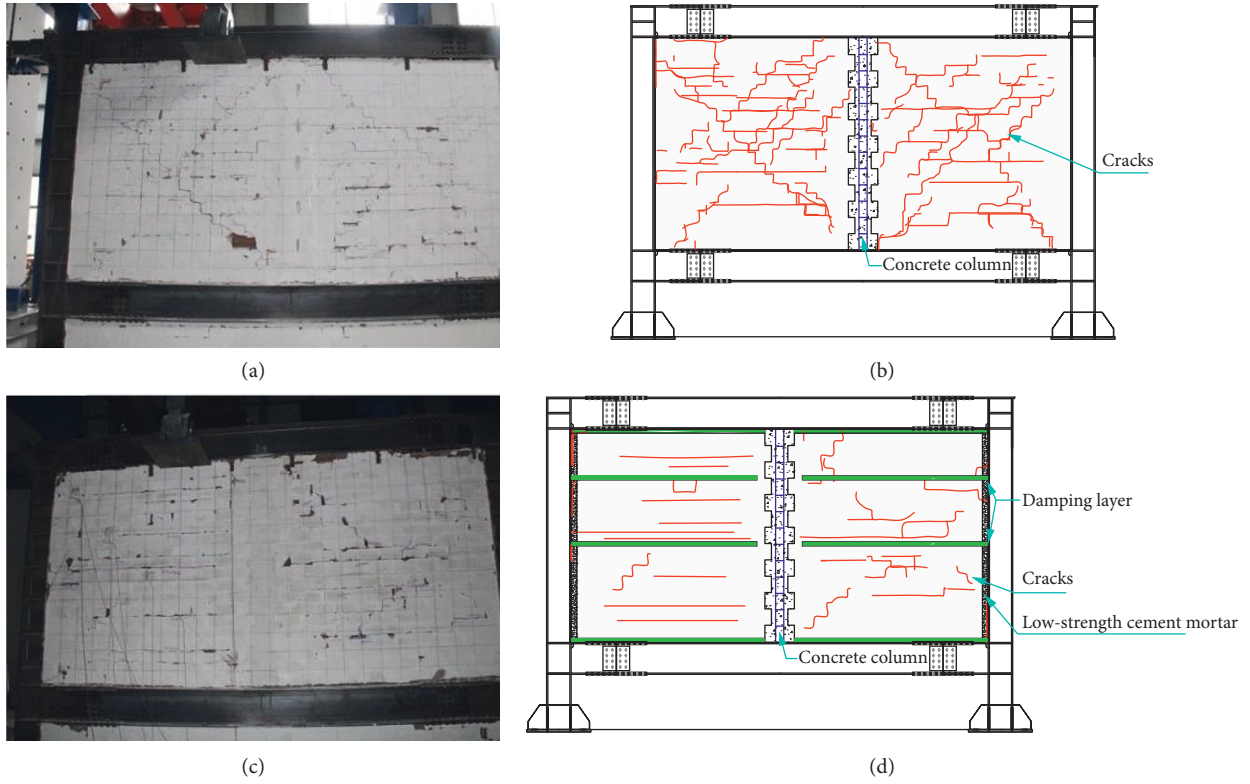 Cracks
Concrete column
(a)
(b)
Damping layer
Cracks
Low-strength cement mortar
Concrete column
(c)
(d)